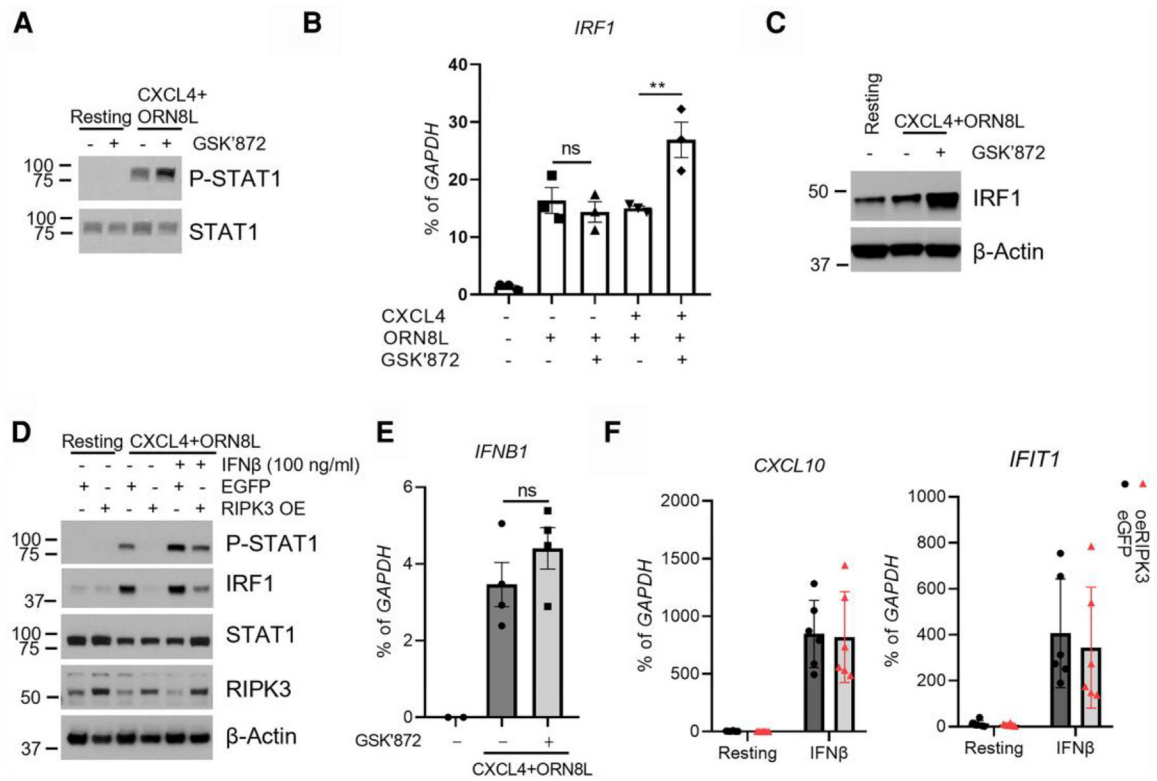 A
CXCL4+
Resting ORN8L
- + - + GSK'872
100
75
P-STAT1
100
75
STAT1
B
IRF1
% of GAPDH
40
30
20
10
0
ns
**
CXCL4 - - - + +
ORN8L - + + + +
GSK'872 - - + - +
C
Resting
CXCL4+ORN8L
- - + GSK'872
50
IRF1
37
β-Actin
D
Resting CXCL4+ORN8L
- - - - + + IFNβ (100 ng/ml)
+ - + - + - EGFP
- + - + - + RIPK3 OE
100
75
P-STAT1
37
IRF1
100
75
STAT1
50
RIPK3
37
β-Actin
E
IFNB1
% of GAPDH
6
4
2
0
ns
GSK'872 - - +
CXCL4+ORN8L
F
CXCL10
% of GAPDH
2000
1500
1000
500
0
Resting IFNβ
IFIT1
% of GAPDH
1000
800
600
400
200
0
Resting IFNβ
oeRIPK3
eGFP